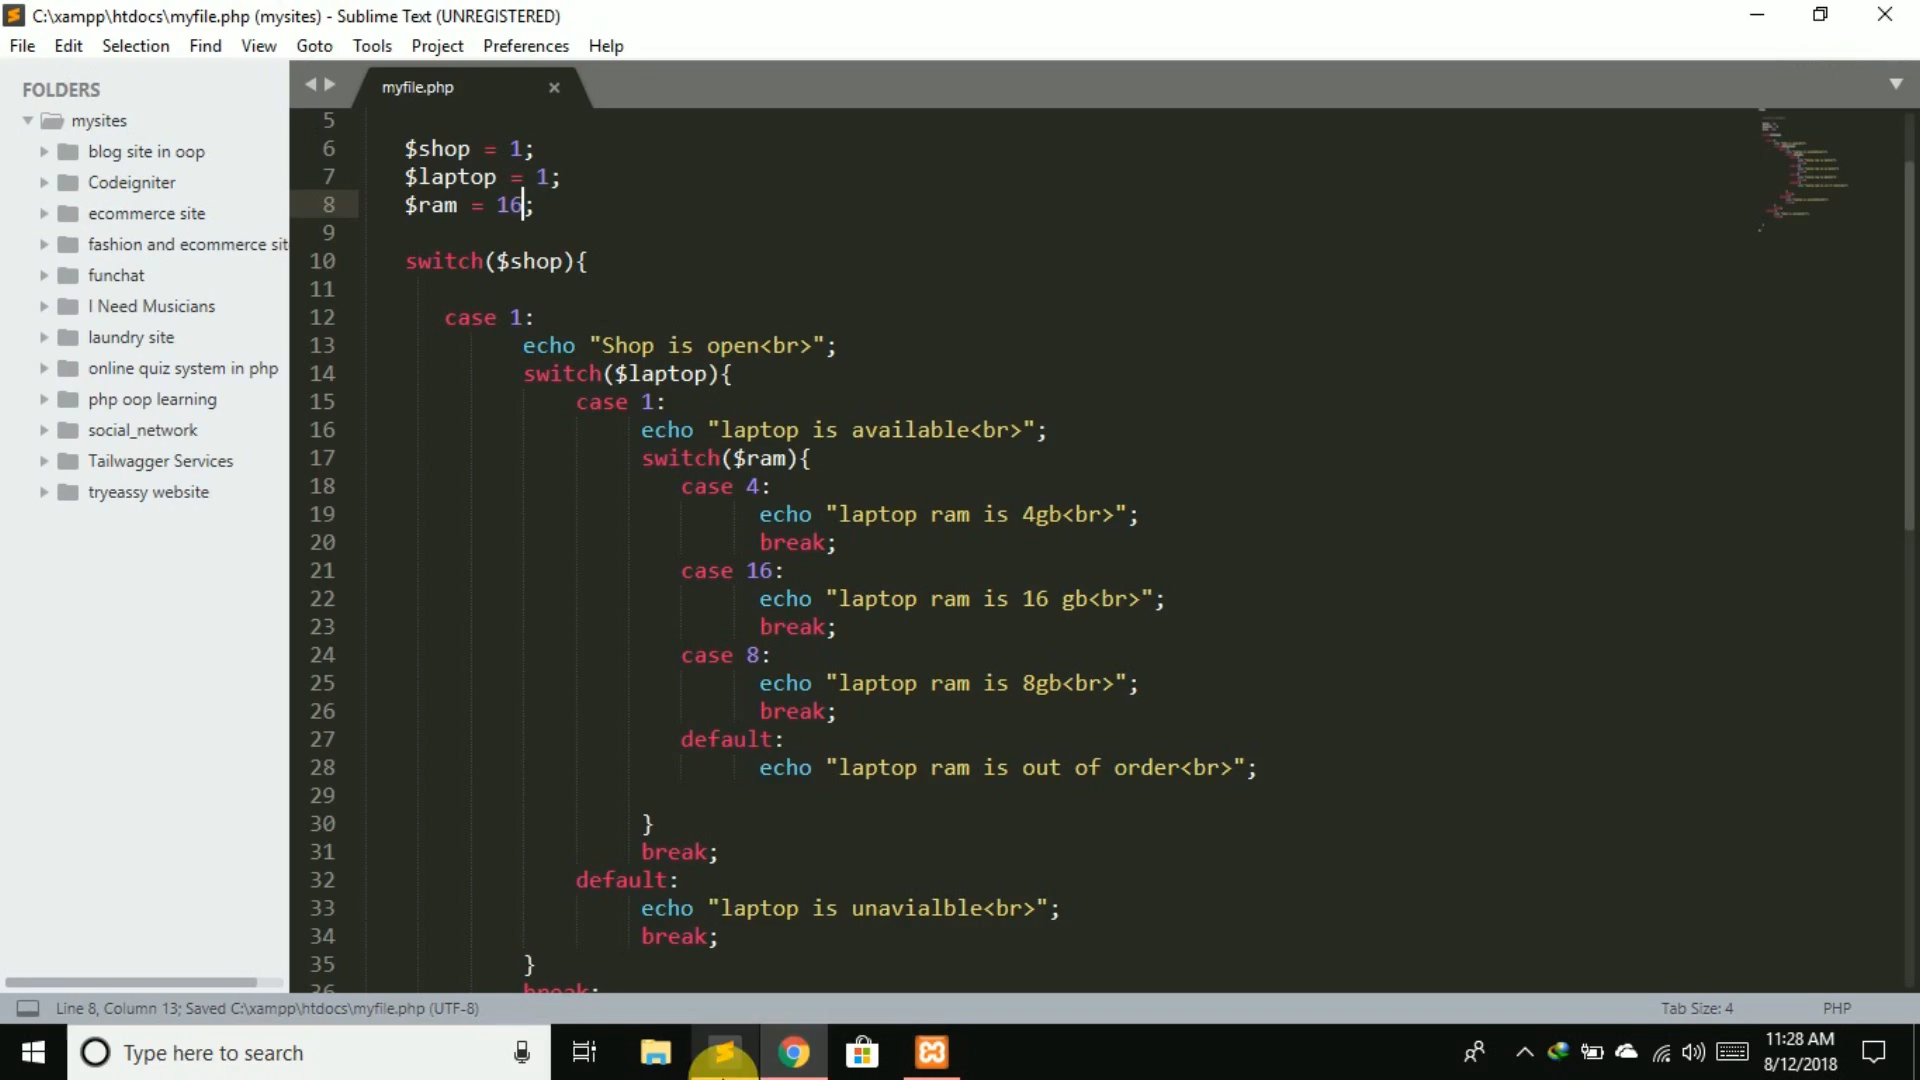 C:\xampp\htdocs\myfile.php (mysites) - Sublime Text (UNREGISTERED)
File Edit Selection Find View Goto Tools Project Preferences Help
FOLDERS
mysites
blog site in oop
Codeigniter
ecommerce site
fashion and ecommerce sit
funchat
I Need Musicians
laundry site
online quiz system in php
php oop learning
social_network
Tailwagger Services
tryeassy website
myfile.php
5
6 $shop = 1;
7 $laptop = 1;
8 $ram = 16;
9
10 switch($shop){
11
12 case 1:
13 echo "Shop is open<br>";
14 switch($laptop){
15 case 1:
16 echo "laptop is available<br>";
17 switch($ram){
18 case 4:
19 echo "laptop ram is 4gb<br>";
20 break;
21 case 16:
22 echo "laptop ram is 16 gb<br>";
23 break;
24 case 8:
25 echo "laptop ram is 8gb<br>";
26 break;
27 default:
28 echo "laptop ram is out of order<br>";
29
30 }
31 break;
32 default:
33 echo "laptop is unavialble<br>";
34 break;
35 }
36 break;
Line 8, Column 13; Saved C:\xampp\htdocs\myfile.php (UTF-8) Tab Size: 4 PHP
Type here to search
11:28 AM
8/12/2018